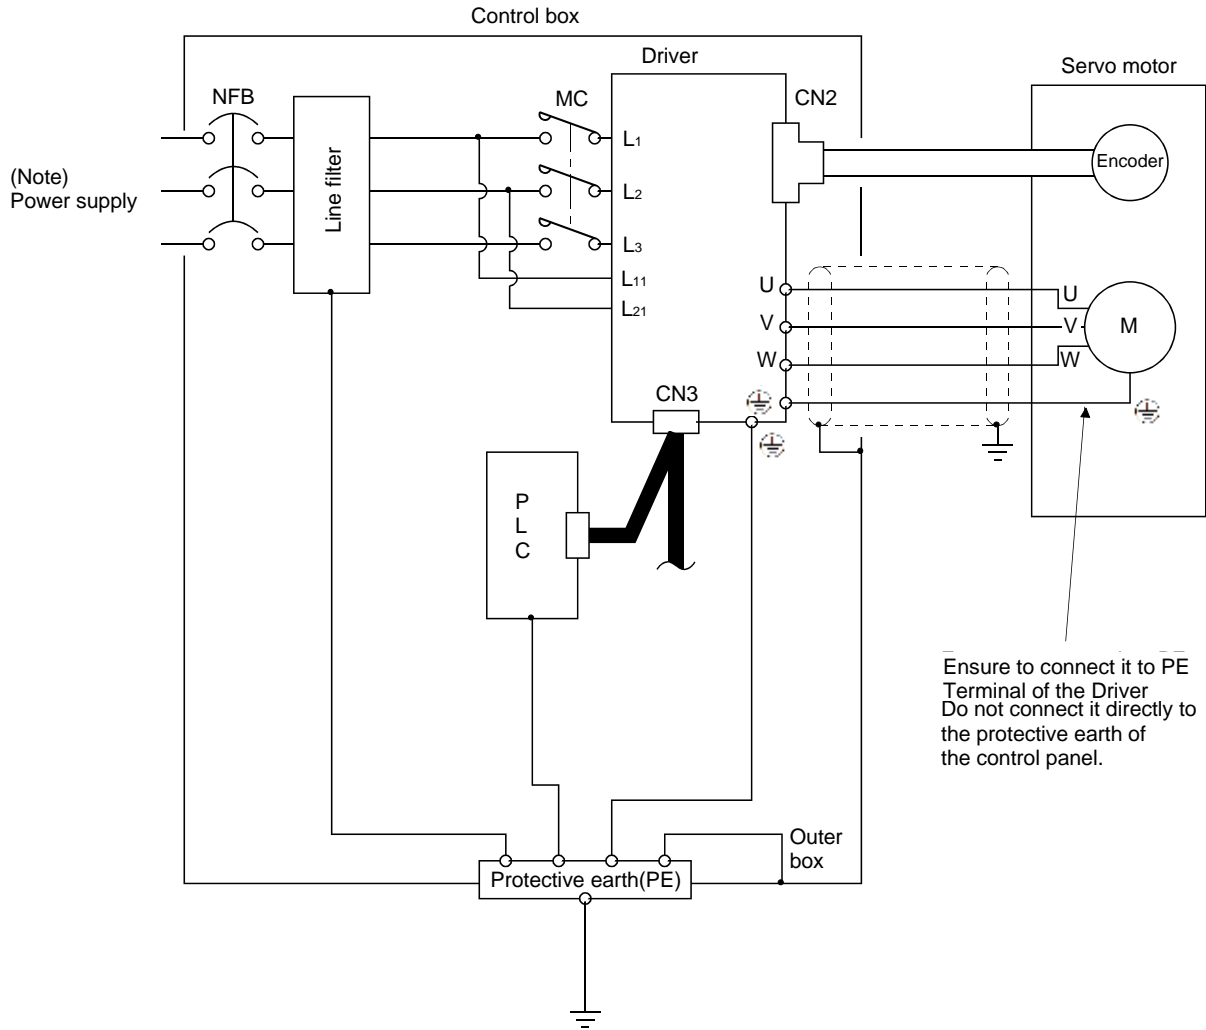 Control box
Driver
Servo motor
NFB
MC
CN2
Line filter
L1
L2
L3
L11
L21
(Note)
Power supply
Encoder
U
V
W
U
V
W
M
CN3
P
L
C
Ensure to connect it to PE
Terminal of the Driver
Do not connect it directly to
the protective earth of
the control panel.
Outer
box
Protective earth(PE)